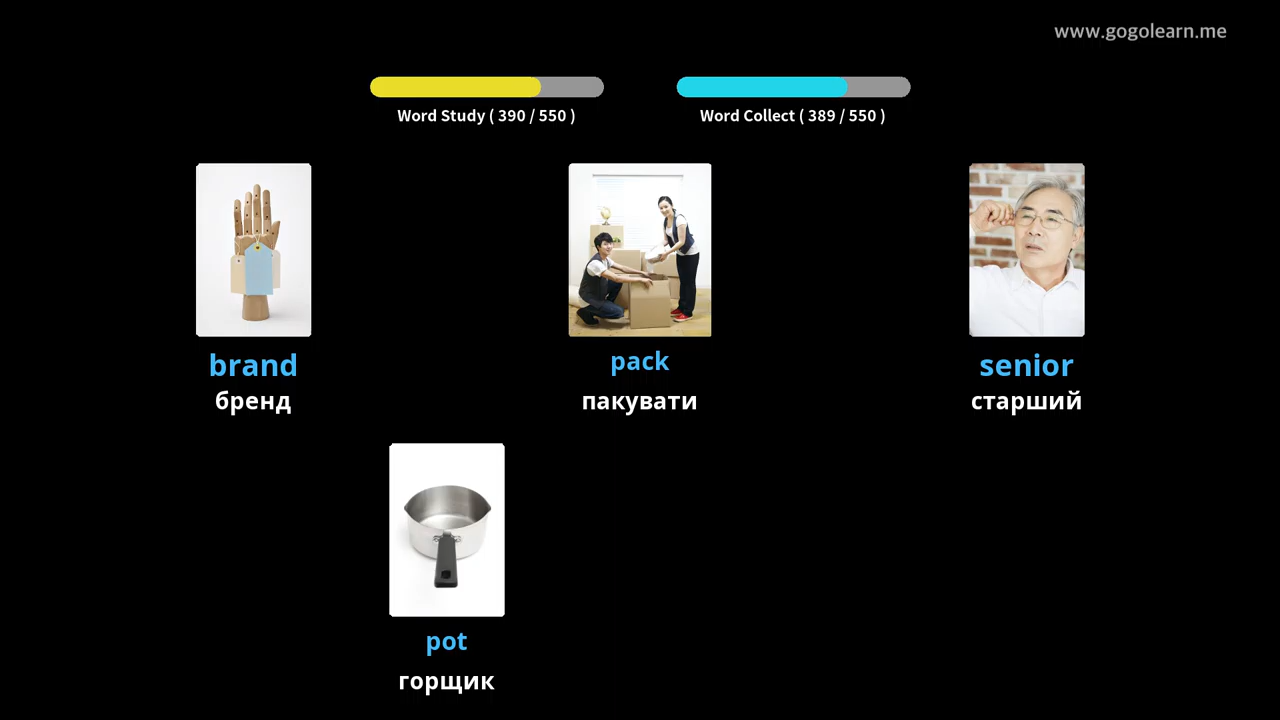 www.gogolearn.me
Word Study ( 390 / 550 )
Word Collect ( 389 / 550 )
brand
бренд
pack
пакувати
senior
старший
pot
горщик